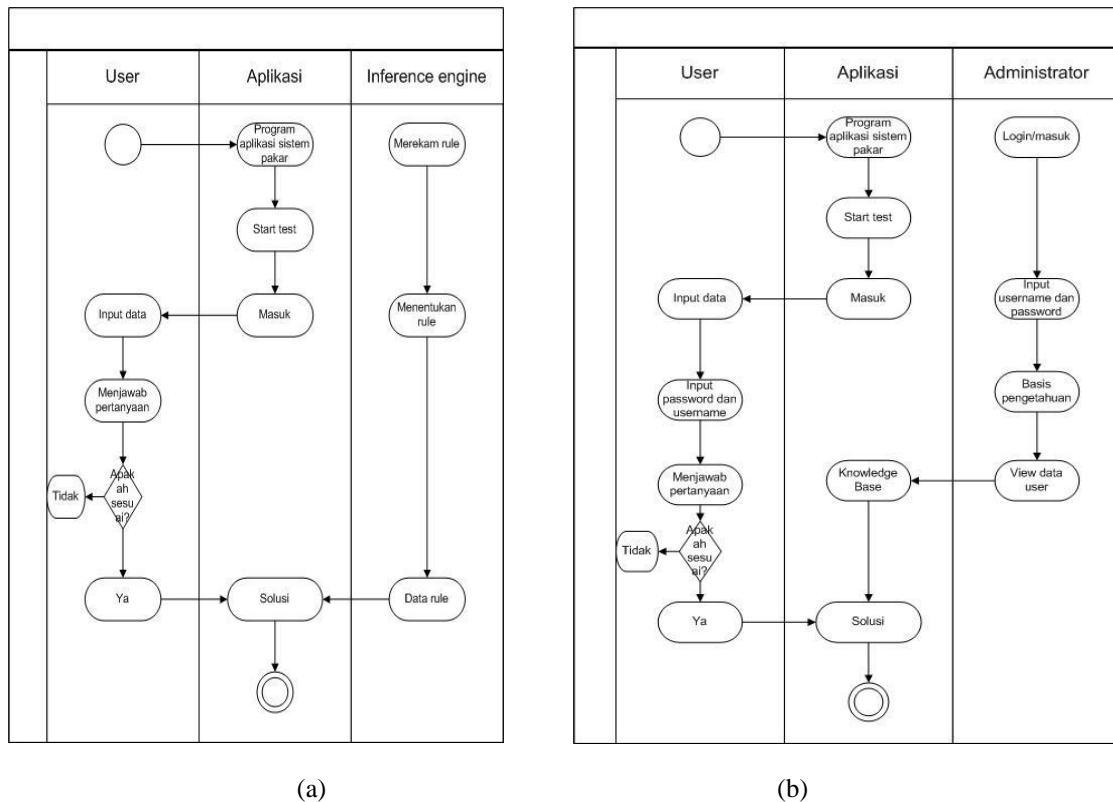 User
Aplikasi
Inference engine
Program
aplikasi sistem
pakar
Merekam rule
Start test
Input data
Masuk
Menentukan
rule
Menjawab
pertanyaan
Apak
ah
sesu
ai?
Tidak
Ya
Solusi
Data rule
(a)
User
Aplikasi
Administrator
Program
aplikasi sistem
pakar
Login/masuk
Start test
Input data
Masuk
Input
username dan
password
Input
password dan
username
Basis
pengetahuan
Menjawab
pertanyaan
Knowledge
Base
View data
user
Apak
ah
sesu
ai?
Tidak
Ya
Solusi
(b)